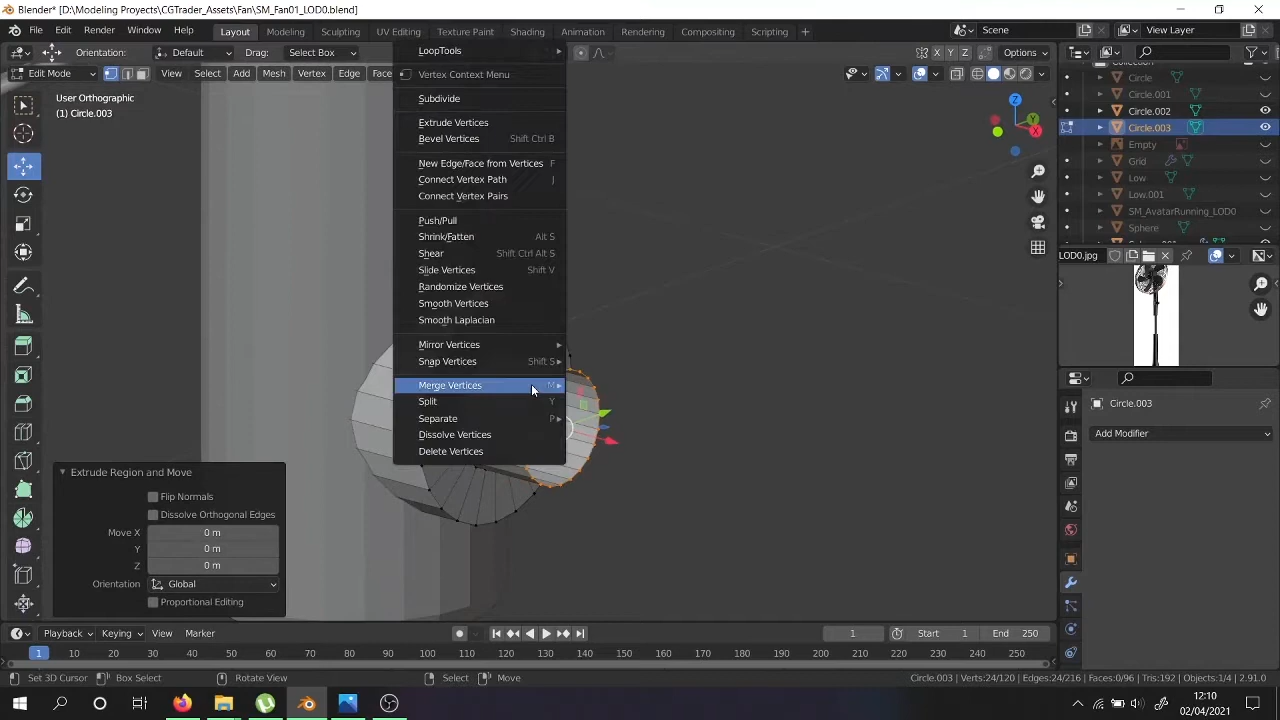 Blender* [D:\Modeling Projects\CGTrader_Assets\Fan\SM_Fan01_LOD0.blend]
File Edit Render Window Help Layout Modeling Sculpting UV Editing Texture Paint Shading Animation Rendering Compositing Scripting + Scene View Layer
Orientation: Default Drag: Select Box X Y Z Options
Edit Mode View Select Add Mesh Vertex Edge Face
User Orthographic
(1) Circle.003
LoopTools
Vertex Context Menu
Subdivide
Extrude Vertices
Bevel Vertices Shift Ctrl B
New Edge/Face from Vertices F
Connect Vertex Path J
Connect Vertex Pairs
Push/Pull
Shrink/Fatten Alt S
Shear Shift Ctrl Alt S
Slide Vertices Shift V
Randomize Vertices
Smooth Vertices
Smooth Laplacian
Mirror Vertices
Snap Vertices Shift S
Merge Vertices M
Split Y
Separate P
Dissolve Vertices
Delete Vertices
Z
Y
X
Collection
Circle
Circle.001
Circle.002
Circle.003
Empty
Grid
Low
Low.001
SM_AvatarRunning_LOD0
Sphere
LOD0.jpg
Circle.003
Add Modifier
Extrude Region and Move
Flip Normals
Dissolve Orthogonal Edges
Move X 0 m
Y 0 m
Z 0 m
Orientation Global
Proportional Editing
Playback Keying View Marker 1 Start 1 End 250
1 10 20 30 40 50 60 70 80 90 100 110 120 130 140 150 160 170 180 190 200 210 220 230 240 250
Set 3D Cursor Box Select Rotate View Select Move Circle.003 | Verts:24/120 | Edges:24/216 | Faces:0/96 | Tris:192 | Objects:1/4 | 2.91.0
ENG 12:10
02/04/2021